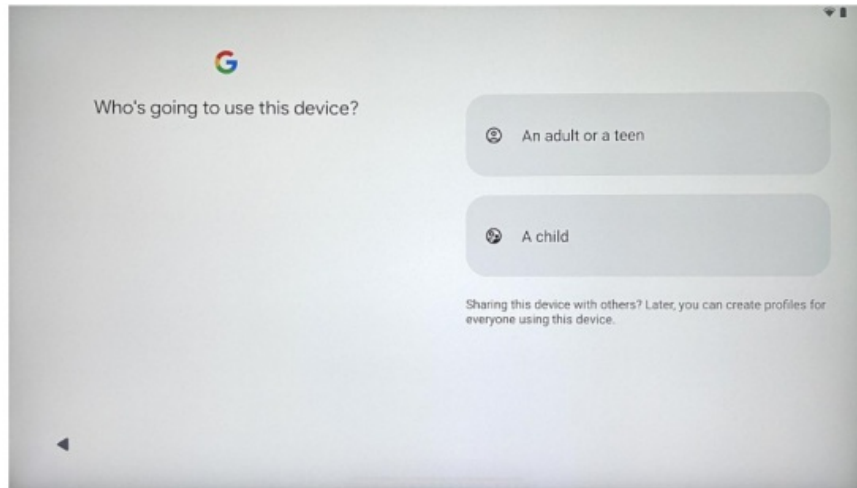 Who's going to use this device?
An adult or a teen
A child
Sharing this device with others? Later, you can create profiles for
everyone using this device.